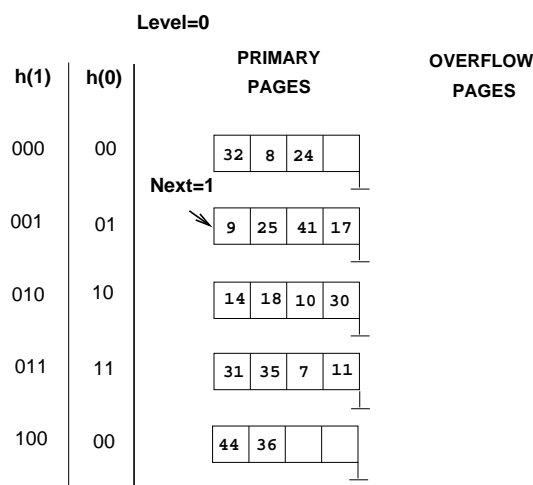 Level=0
h(1) h(0) PRIMARY PAGES OVERFLOW PAGES
000 00 32 8 24
Next=1
001 01 9 25 41 17
010 10 14 18 10 30
011 11 31 35 7 11
100 00 44 36